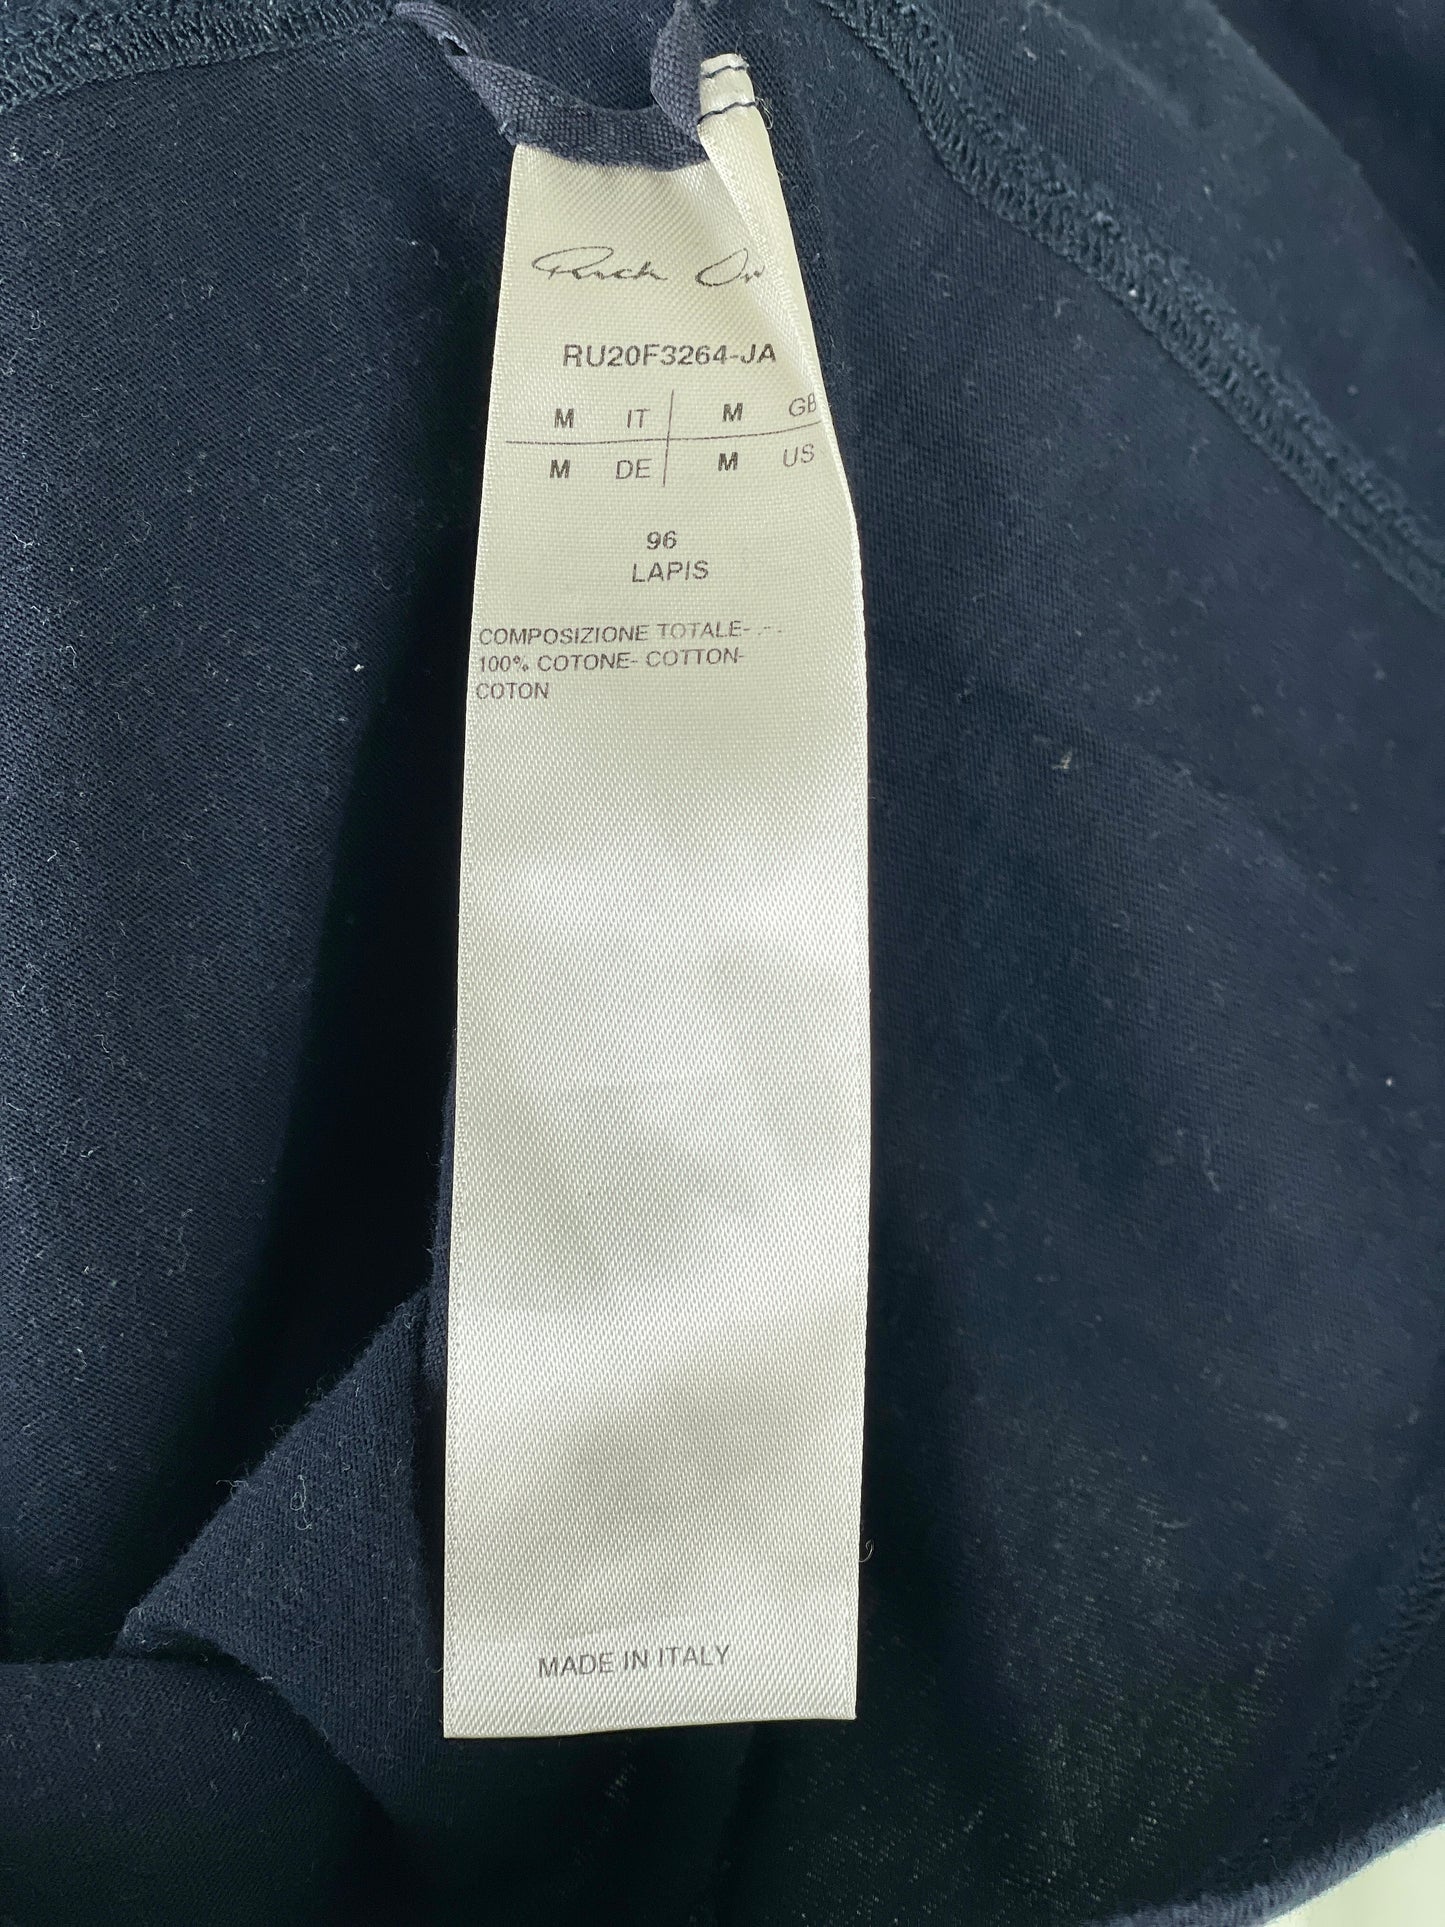 Rick Ow
RU20F3264-JA
M IT M GB
M DE M US
96
LAPIS
COMPOSIZIONE TOTALE- .-.
100% COTONE- COTTON-
COTON
MADE IN ITALY